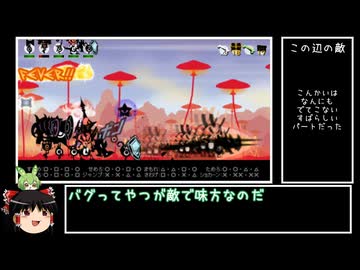 この辺の敵
こんかいは
なんにも
でてこない
すばらしい
パートだった
FEVER!!
バグってやつが敵で味方なのだ